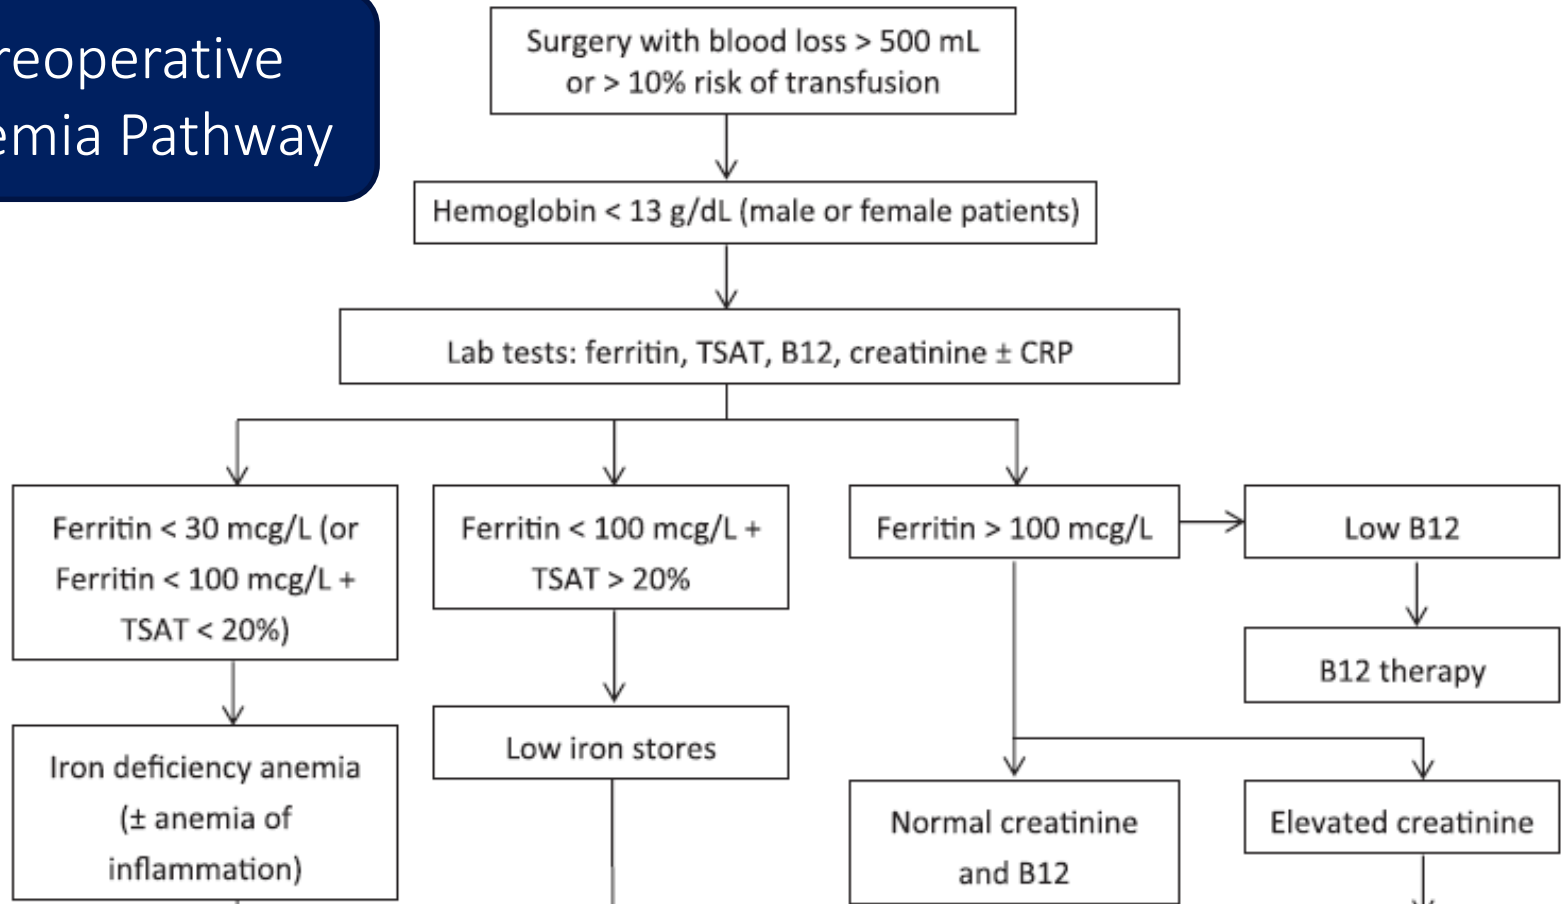 reoperative
emia Pathway
Surgery with blood loss > 500 mL
or > 10% risk of transfusion
Hemoglobin < 13 g/dL (male or female patients)
Lab tests: ferritin, TSAT, B12, creatinine ± CRP
Ferritin < 30 mcg/L (or
Ferritin < 100 mcg/L +
TSAT < 20%)
Ferritin < 100 mcg/L +
TSAT > 20%
Ferritin > 100 mcg/L
Low B12
B12 therapy
Iron deficiency anemia
(± anemia of
inflammation)
Low iron stores
Normal creatinine
and B12
Elevated creatinine